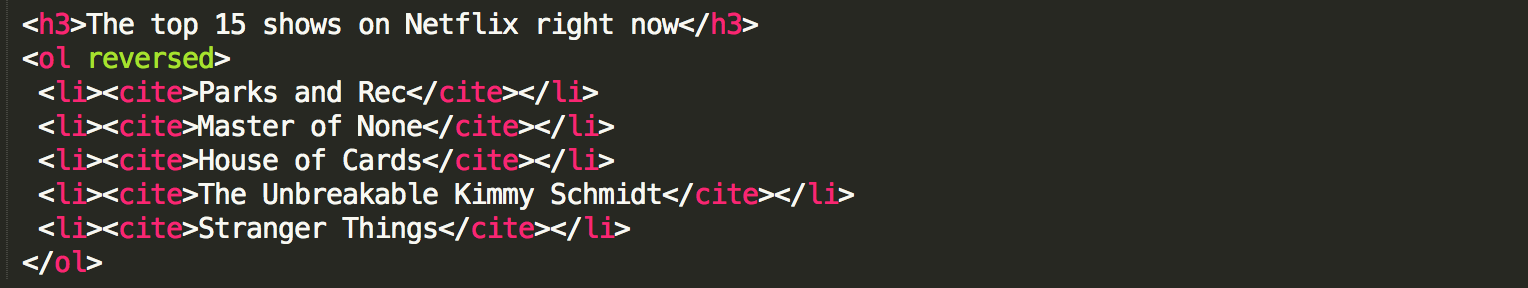 <h3>The top 15 shows on Netflix right now</h3>
<ol reversed>
<li><cite>Parks and Rec</cite></li>
<li><cite>Master of None</cite></li>
<li><cite>House of Cards</cite></li>
<li><cite>The Unbreakable Kimmy Schmidt</cite></li>
<li><cite>Stranger Things</cite></li>
</ol>